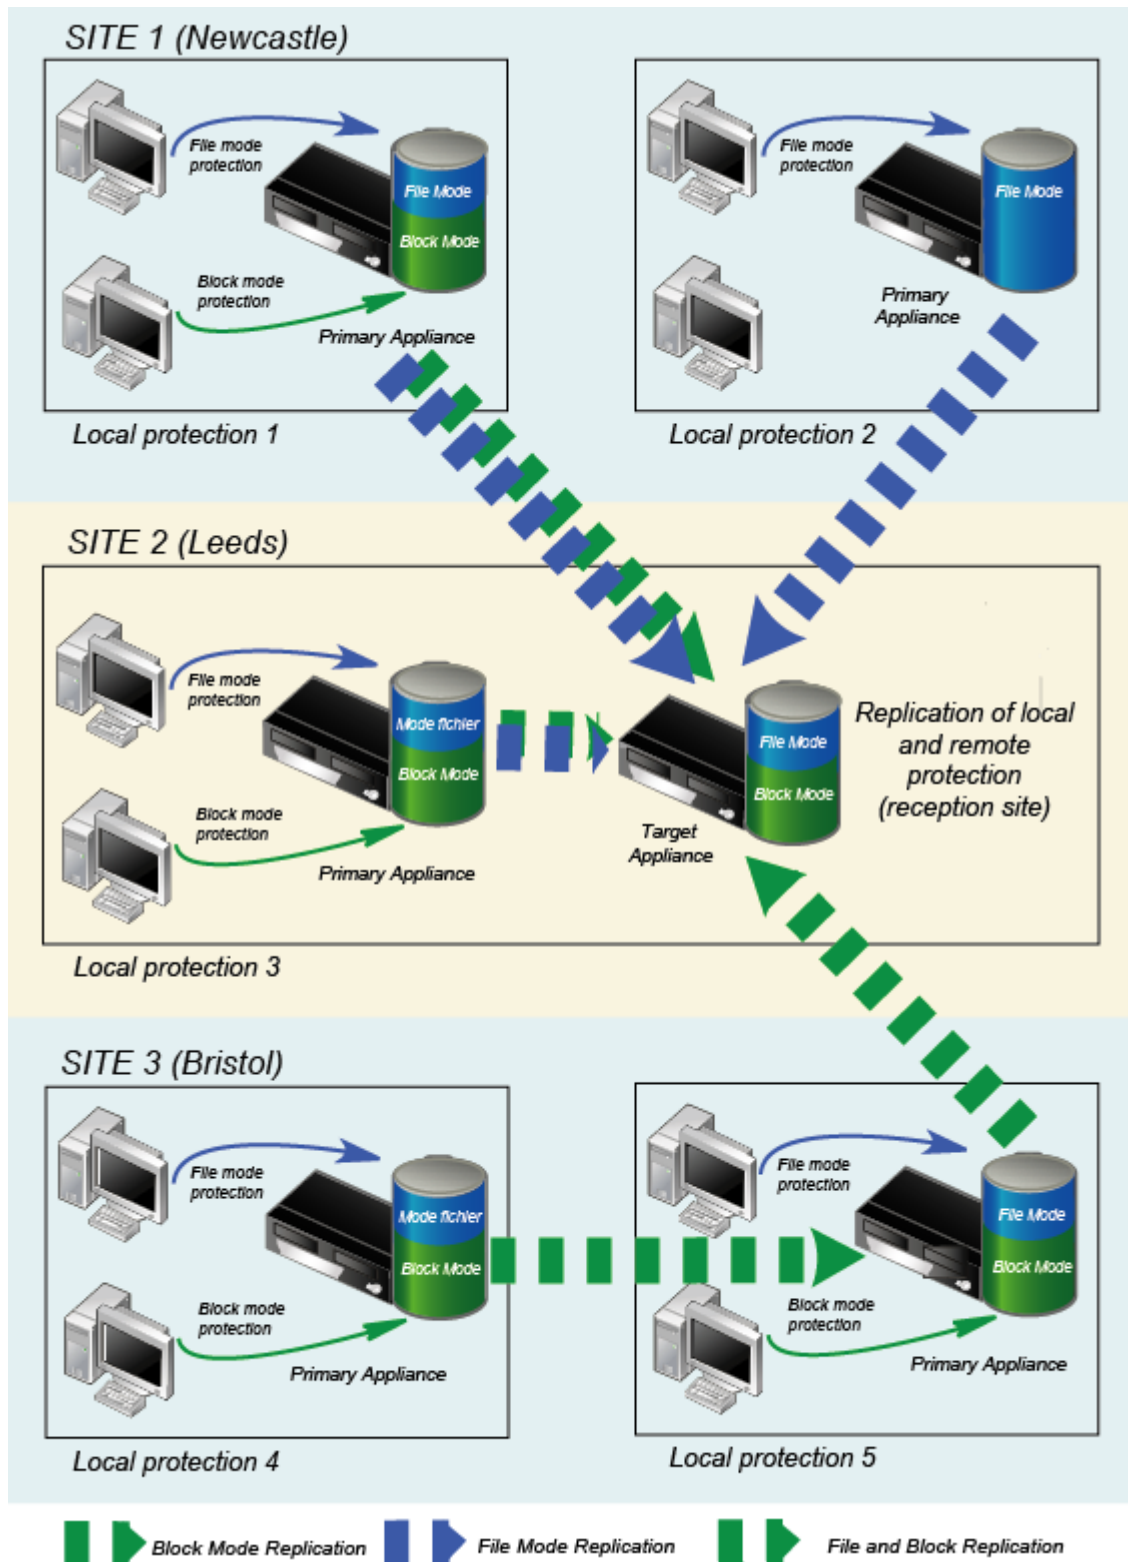 SITE 1 (Newcastle)
File mode
protection
File Mode
Block Mode
Block mode
protection
Primary Appliance
Local protection 1
File mode
protection
File Mode
Primary
Appliance
Local protection 2
SITE 2 (Leeds)
File mode
protection
Mode fichier
Block Mode
Block mode
protection
Primary Appliance
File Mode
Block Mode
Target
Appliance
Replication of local
and remote
protection
(reception site)
Local protection 3
SITE 3 (Bristol)
File mode
protection
Mode fichier
Block Mode
Block mode
protection
Primary Appliance
Local protection 4
File mode
protection
File Mode
Block Mode
Block mode
protection
Primary Appliance
Local protection 5
Block Mode Replication
File Mode Replication
File and Block Replication